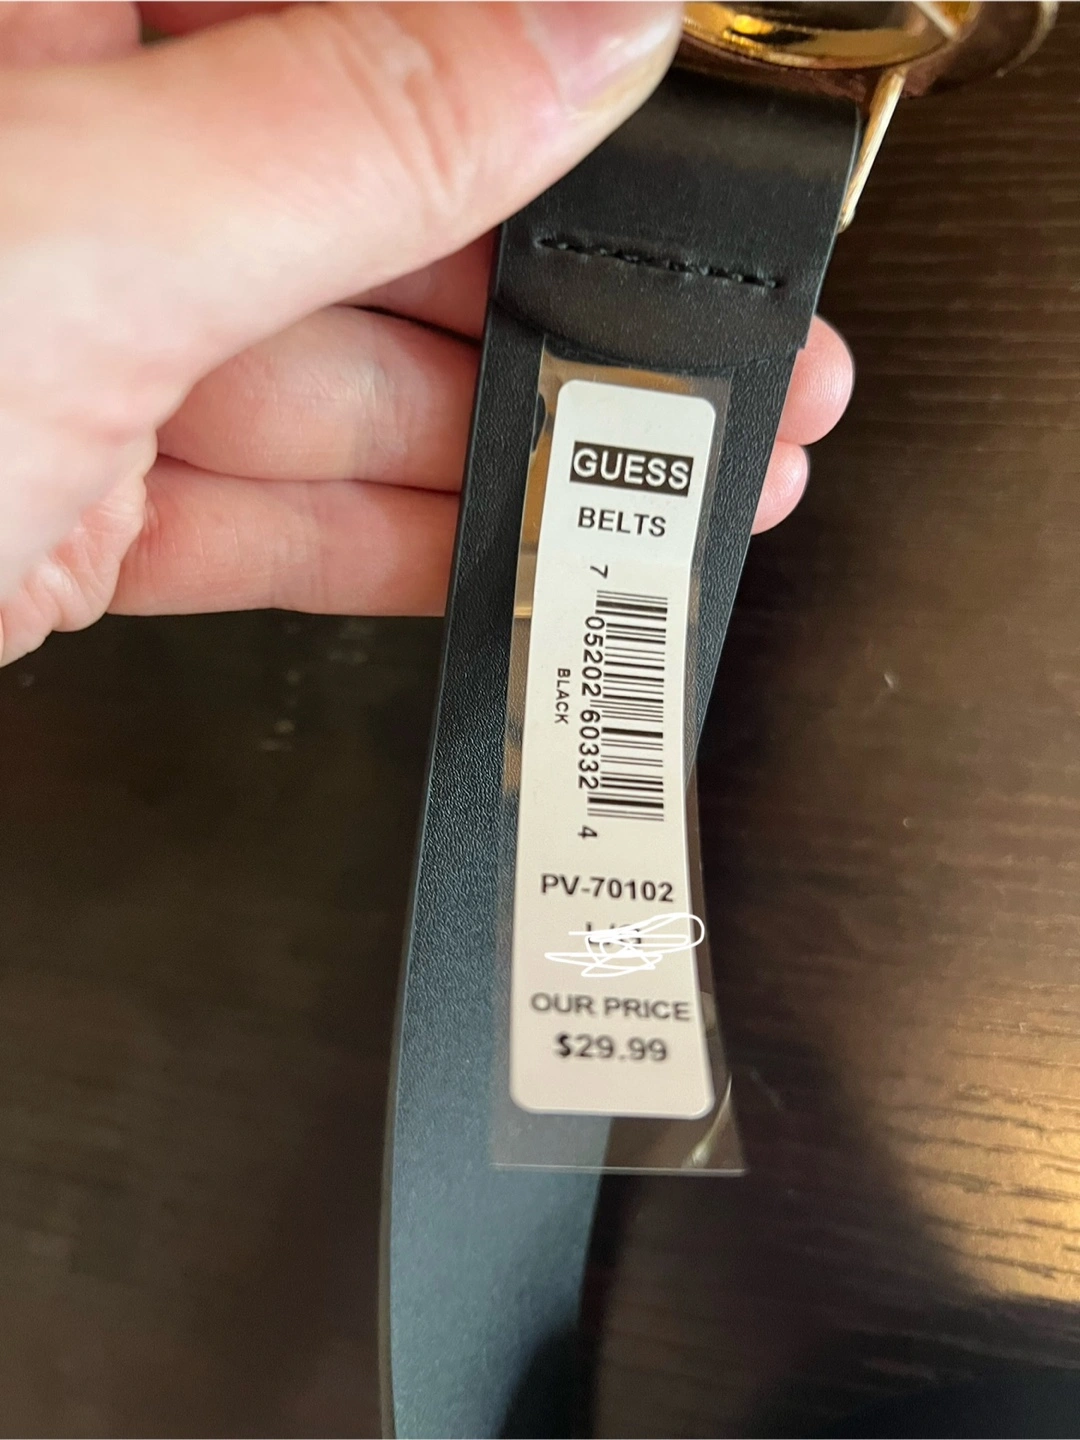 GUESS
BELTS
7 05202 60332 4
BLACK
PV-70102
OUR PRICE
$29.99